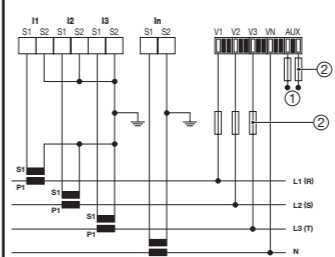 I1 I2 I3 In
S1 S2 S1 S2 S1 S2 S1 S2 V1 V2 V3 VN AUX
2
1
2
S1
P1 L1 (R)
S1
P1 L2 (S)
S1
P1 L3 (T)
N